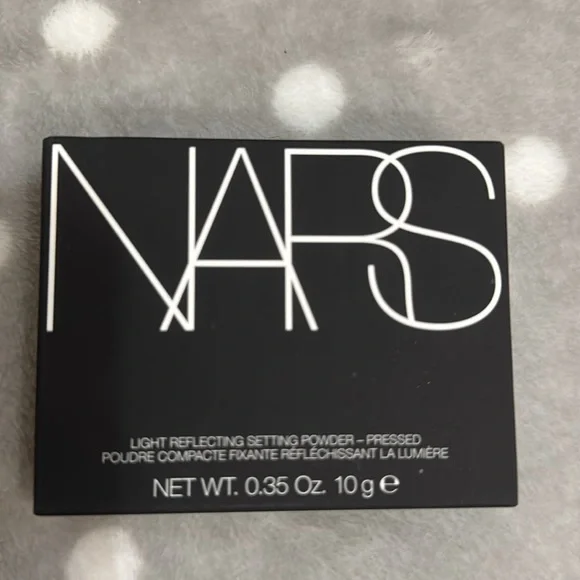 NARS
LIGHT REFLECTING SETTING POWDER – PRESSED
POUDRE COMPACTE FIXANTE RÉFLÉCHISSANT LA LUMIÈRE
NET WT. 0.35 Oz. 10 g ℮